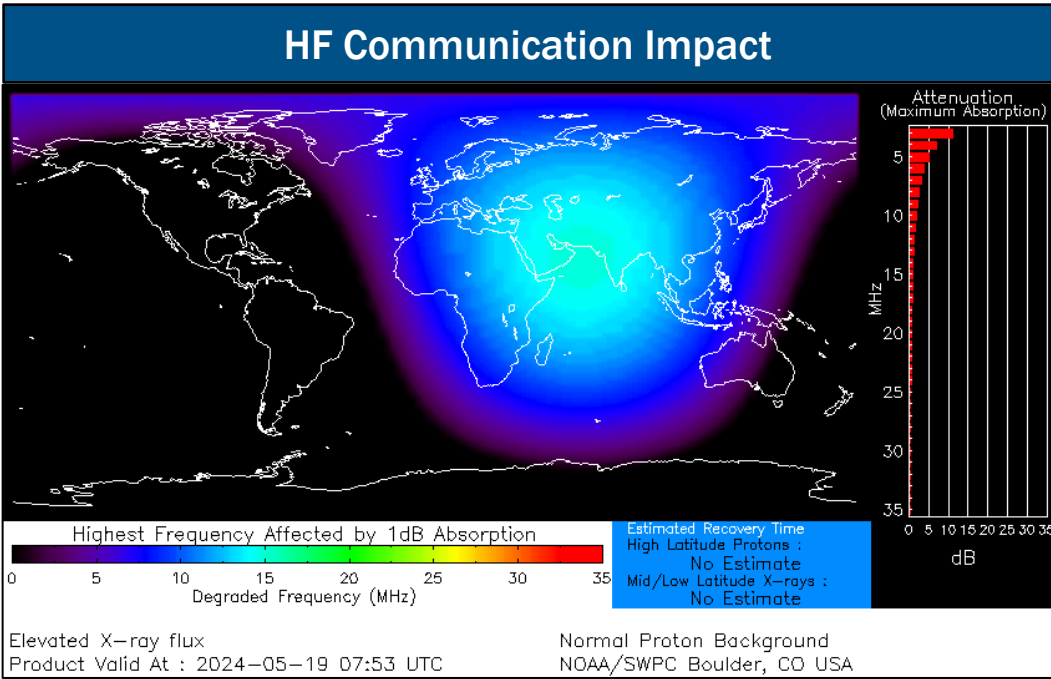 HF Communication Impact
Attenuation
(Maximum Absorption)
5
10
15
20
25
30
35
MHz
0 5 10 15 20 25 30 35
dB
Highest Frequency Affected by 1dB Absorption
0 5 10 15 20 25 30 35
Degraded Frequency (MHz)
Estimated Recovery Time
High Latitude Protons :
No Estimate
Mid/Low Latitude X-rays :
No Estimate
Elevated X-ray flux
Product Valid At : 2024-05-19 07:53 UTC
Normal Proton Background
NOAA/SWPC Boulder, CO USA